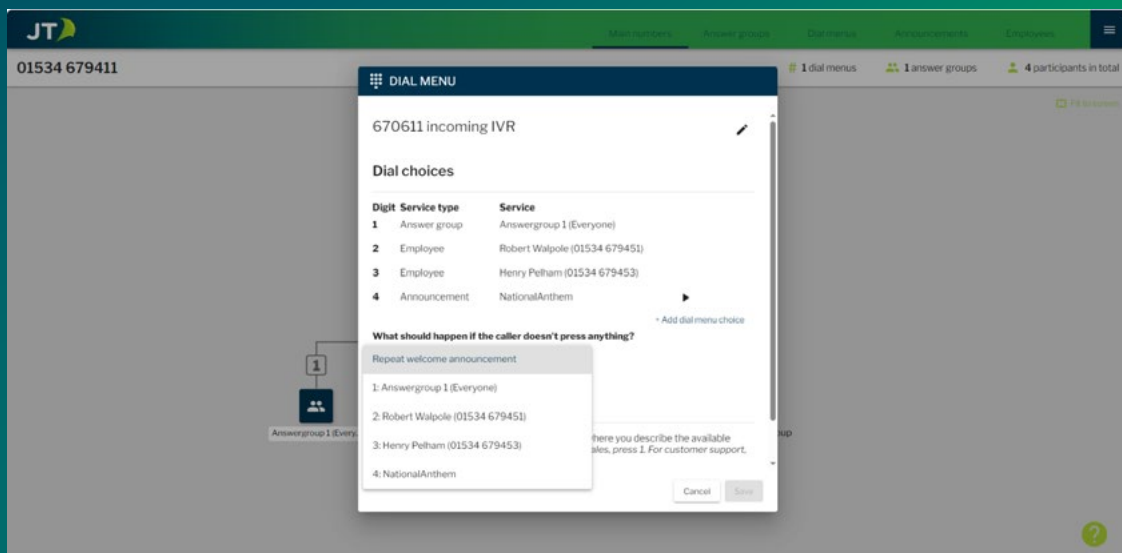 JT
Main numbers Answer groups Dial menus Announcements Employees
01534 679411
# 1 dial menus 1 answer groups 4 participants in total
DIAL MENU
Fit to screen
670611 incoming IVR
Dial choices
Digit Service type Service
1 Answer group Answergroup 1 (Everyone)
2 Employee Robert Walpole (01534 679451)
3 Employee Henry Pelham (01534 679453)
4 Announcement NationalAnthem
+ Add dial menu choice
What should happen if the caller doesn't press anything?
Repeat welcome announcement
1
1: Answergroup 1 (Everyone)
2: Robert Walpole (01534 679451)
Answergroup 1 (Every
where you describe the available
3: Henry Pelham (01534 679453)
ales, press 1. For customer support,
4: NationalAnthem
Cancel Save
?